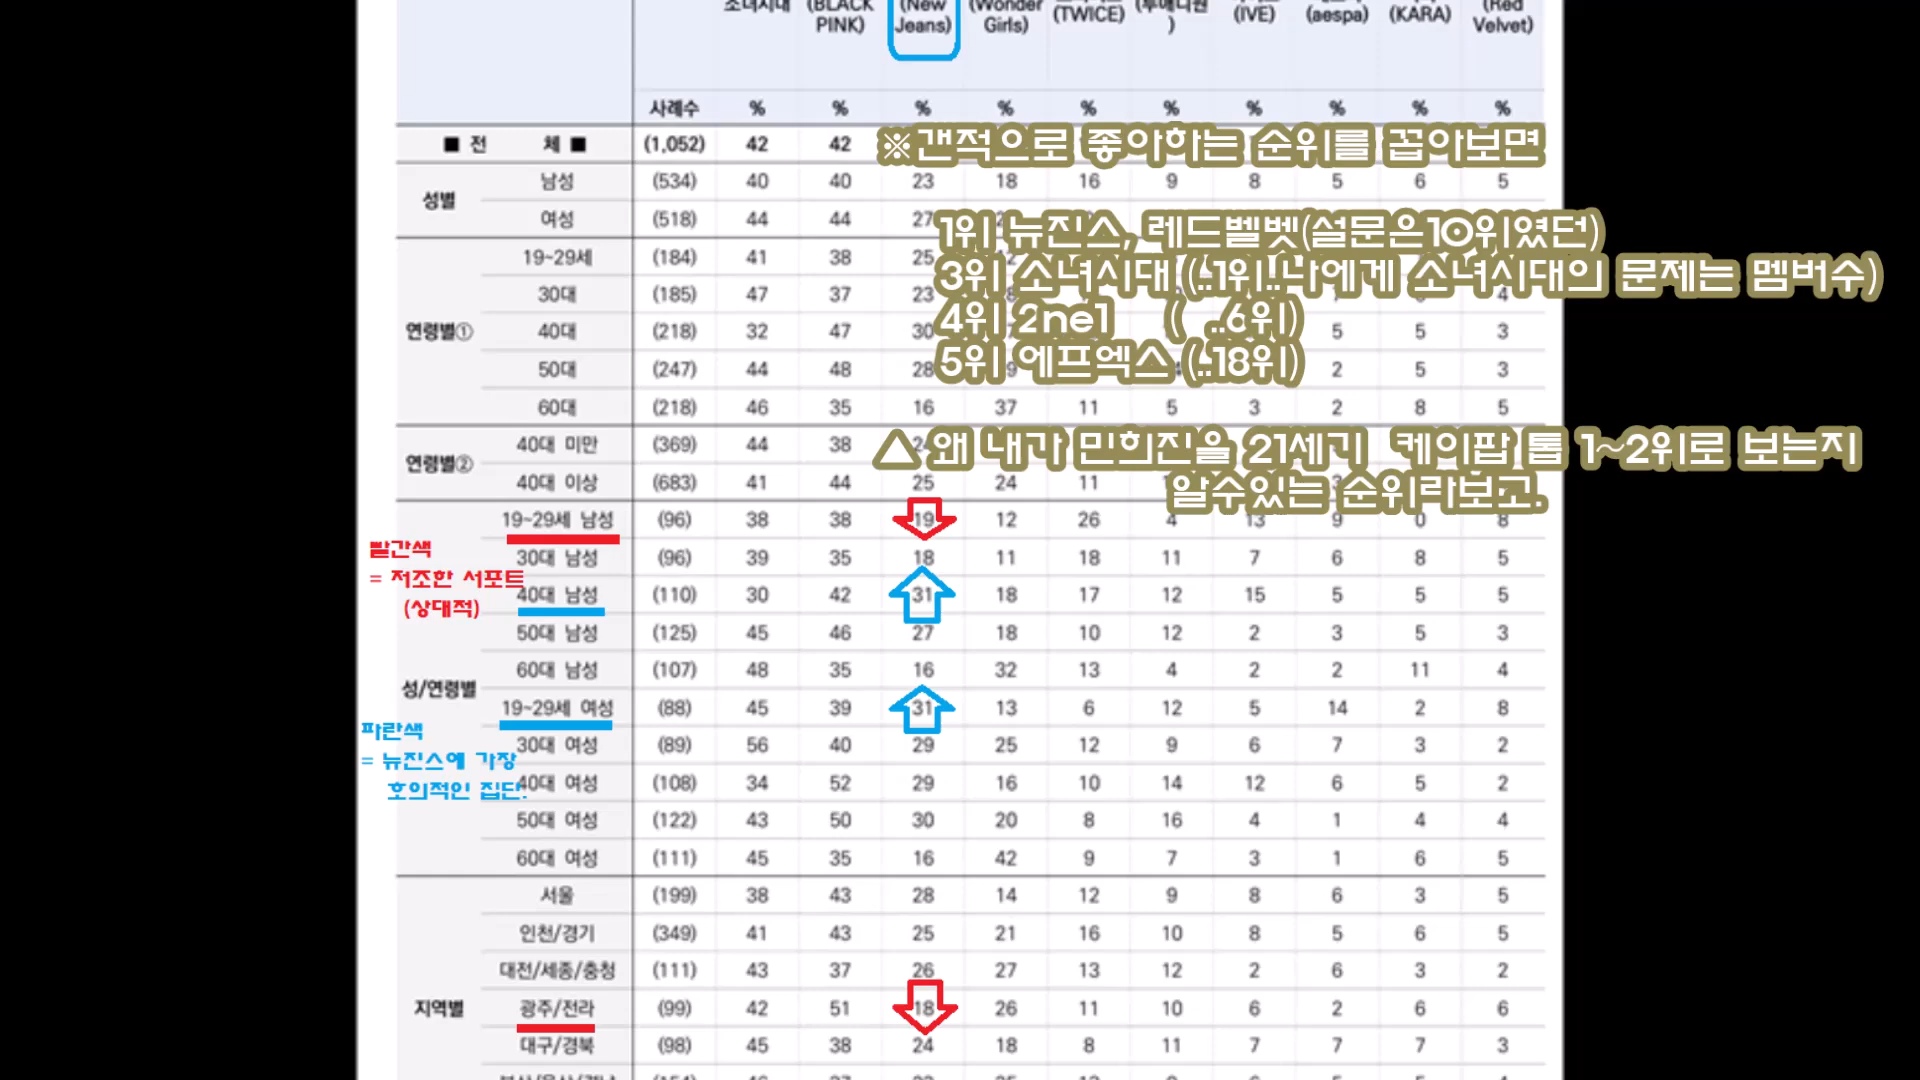 소녀시대 (BLACK PINK) (New Jeans) (Wonder Girls) (TWICE) (투애니원) (IVE) (aespa) (KARA) (Red Velvet)
사례수 % % % % % % % % % %
■ 전 체 ■ (1,052) 42 42
※갠적으로 좋아하는 순위를 꼽아보면
성별
남성 (534) 40 40 23 18 16 9 8 5 6 5
여성 (518) 44 44 27
1위 뉴진스, 레드벨벳(설문은10위였던)
연령별①
19~29세 (184) 41 38 25
3위 소녀시대 (..1위..나에게 소녀시대의 문제는 멤버수)
30대 (185) 47 37 23 4
4위 2ne1 ( ..6위)
40대 (218) 32 47 30 5 5 3
5위 에프엑스 (..18위)
50대 (247) 44 48 28 2 5 3
60대 (218) 46 35 16 37 11 5 3 2 8 5
연령별②
40대 미만 (369) 44 38
△ 왜 내가 민희진을 21세기 케이팝 톱 1~2위로 보는지
알수있는 순위라보고.
40대 이상 (683) 41 44 25 24 11
성/연령별
19~29세 남성 (96) 38 38 19 12 26 4 13 9 0 8
빨간색
= 저조한 서포트
(상대적)
30대 남성 (96) 39 35 18 11 18 11 7 6 8 5
40대 남성 (110) 30 42 31 18 17 12 15 5 5 5
50대 남성 (125) 45 46 27 18 10 12 2 3 5 3
60대 남성 (107) 48 35 16 32 13 4 2 2 11 4
19~29세 여성 (88) 45 39 31 13 6 12 5 14 2 8
파란색
= 뉴진스에 가장
호의적인 집단.
30대 여성 (89) 56 40 29 25 12 9 6 7 3 2
40대 여성 (108) 34 52 29 16 10 14 12 6 5 2
50대 여성 (122) 43 50 30 20 8 16 4 1 4 4
60대 여성 (111) 45 35 16 42 9 7 3 1 6 5
지역별
서울 (199) 38 43 28 14 12 9 8 6 3 5
인천/경기 (349) 41 43 25 21 16 10 8 5 6 5
대전/세종/충청 (111) 43 37 26 27 13 12 2 6 3 2
광주/전라 (99) 42 51 18 26 11 10 6 2 6 6
대구/경북 (98) 45 38 24 18 8 11 7 7 7 3